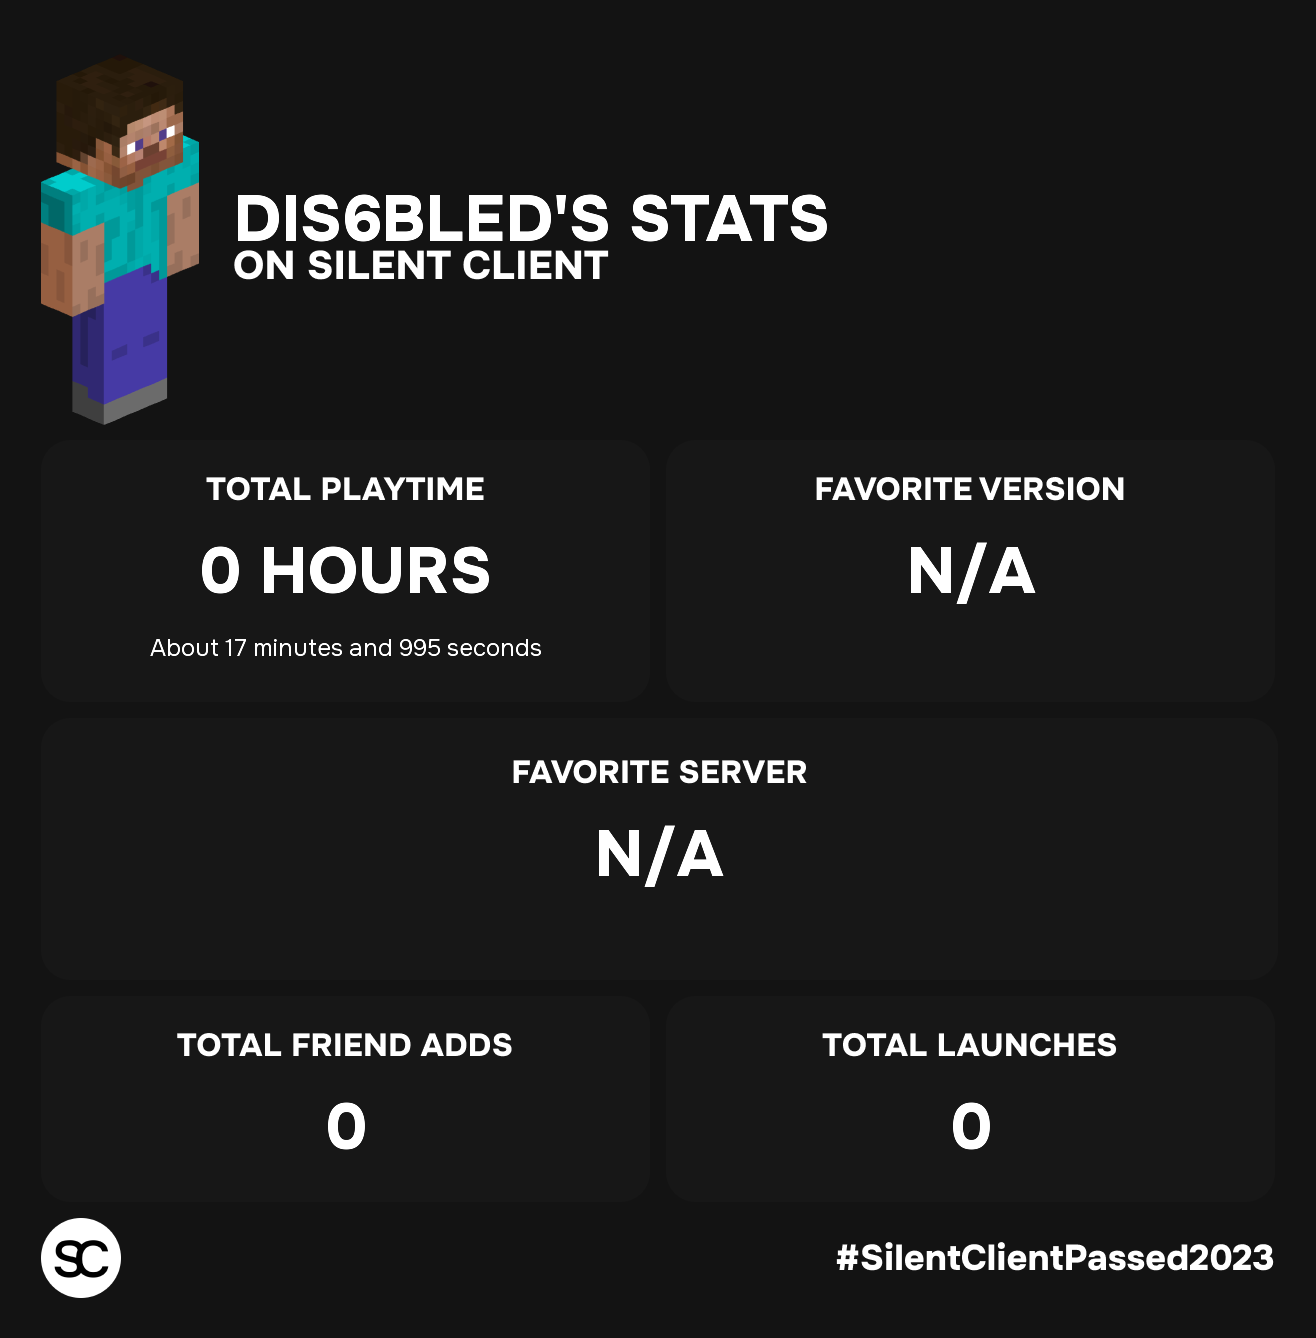 DIS6BLED'S STATS
ON SILENT CLIENT
TOTAL PLAYTIME
0 HOURS
About 17 minutes and 995 seconds
FAVORITE VERSION
N/A
FAVORITE SERVER
N/A
TOTAL FRIEND ADDS
0
TOTAL LAUNCHES
0
SC
#SilentClientPassed2023